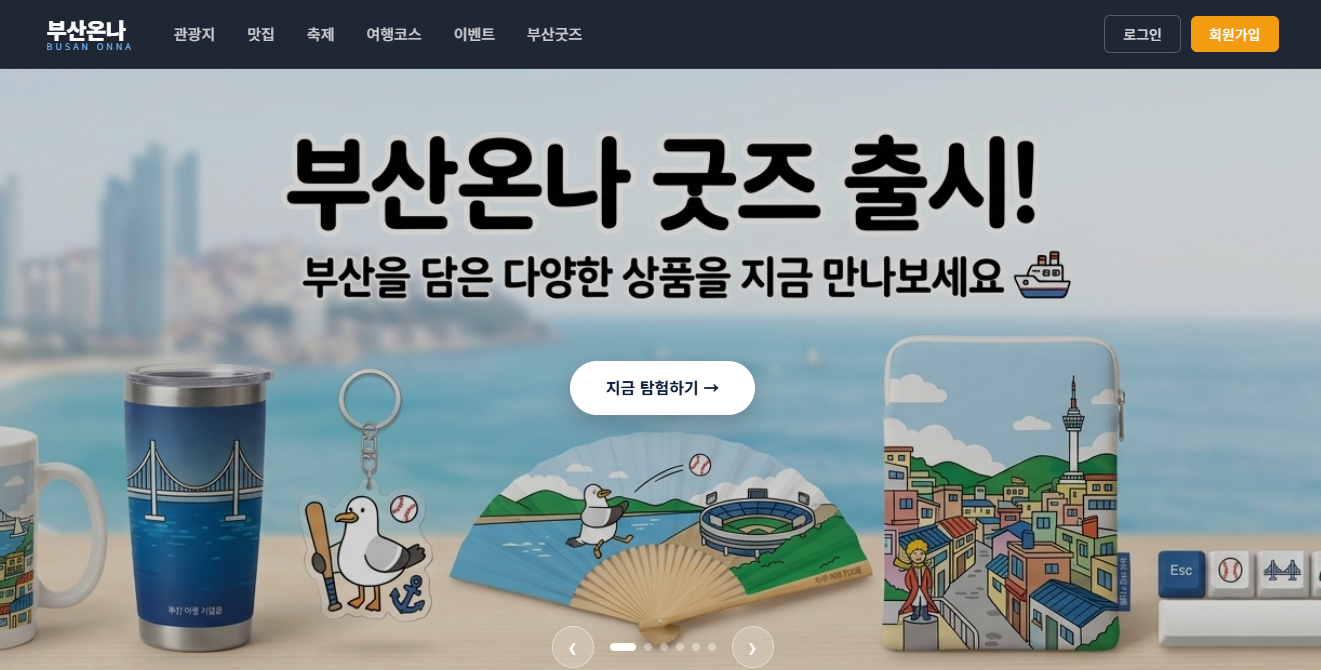 부산온나
BUSAN ONNA
관광지 맛집 축제 여행코스 이벤트 부산굿즈
로그인 회원가입
부산온나 굿즈 출시!
부산을 담은 다양한 상품을 지금 만나보세요
지금 탐험하기 →
Esc
❮ ❯